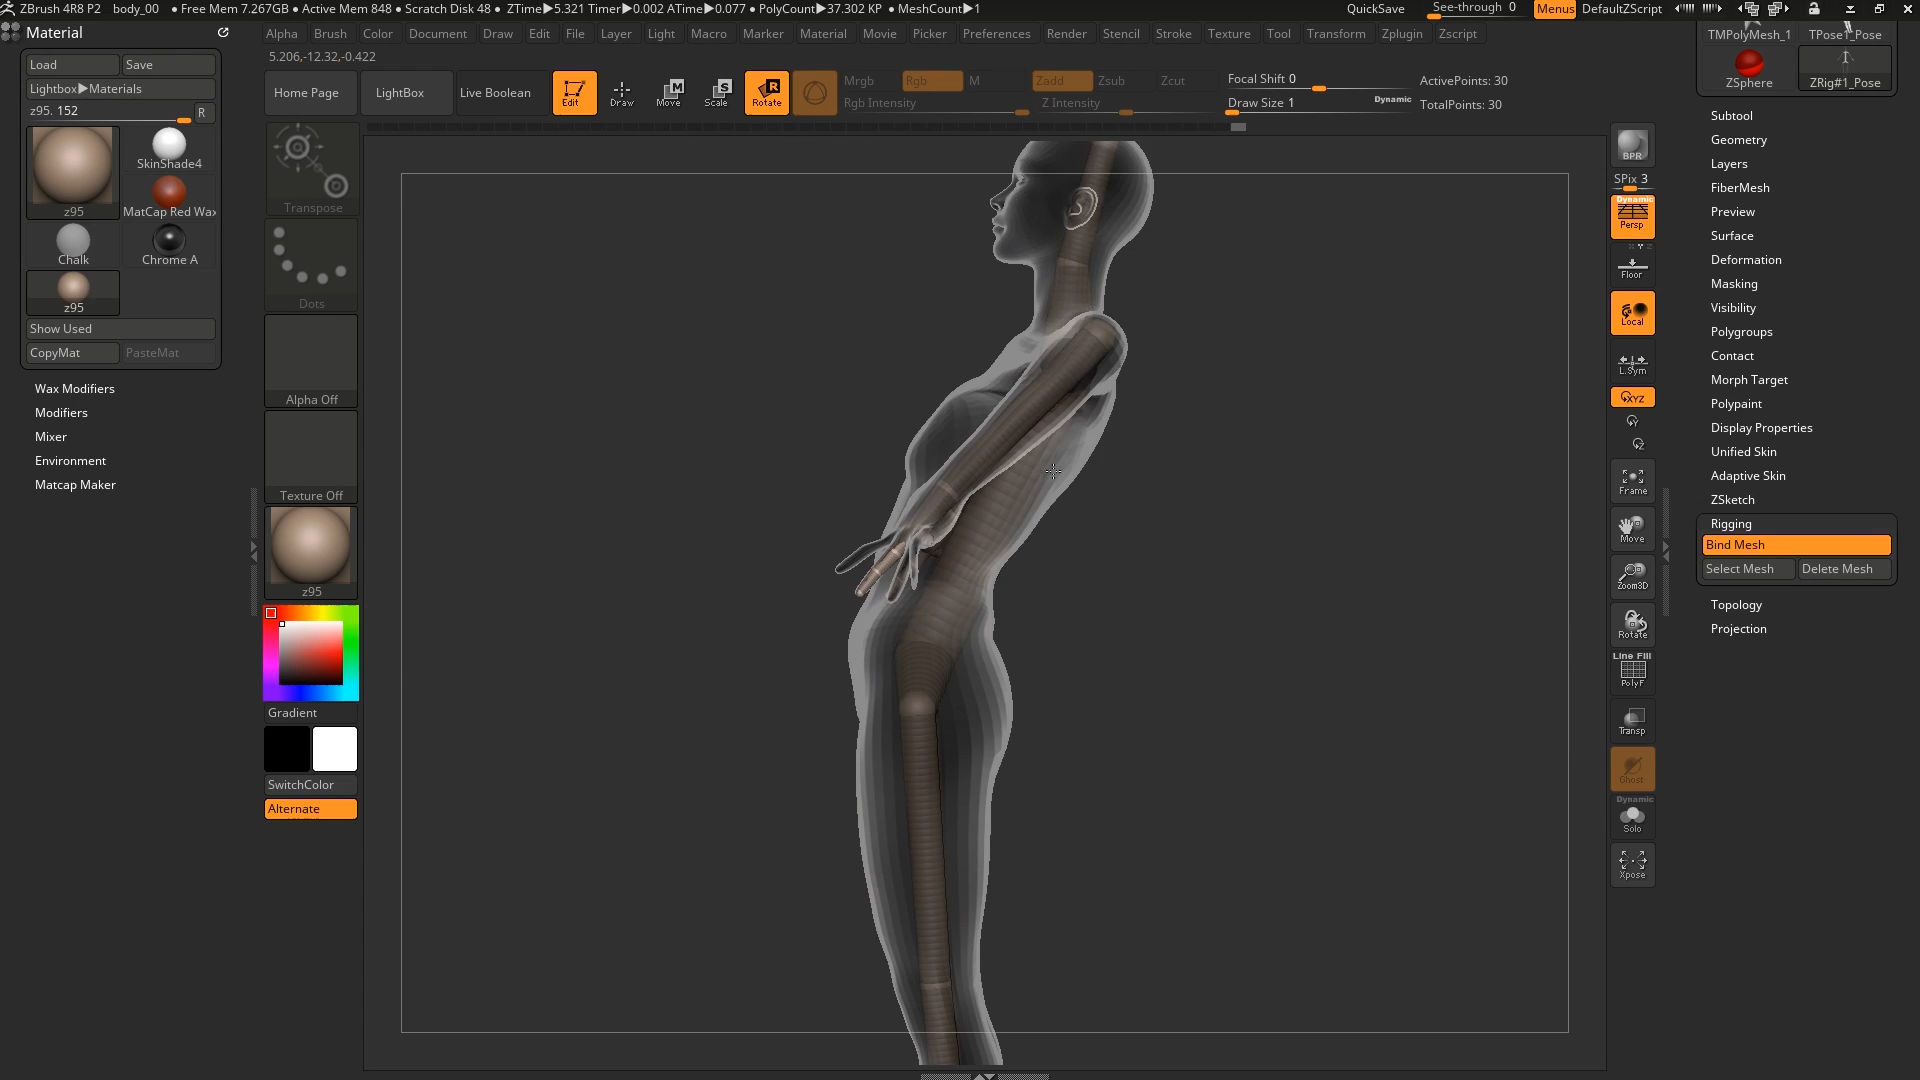 ZBrush 4R8 P2 body_00 • Free Mem 7.267GB • Active Mem 848 • Scratch Disk 48 • ZTime▶5.321 Timer▶0.002 ATime▶0.077 • PolyCount▶37.302 KP • MeshCount▶1 QuickSave See-through 0 Menus DefaultZScript
Material
Alpha Brush Color Document Draw Edit File Layer Light Macro Marker Material Movie Picker Preferences Render Stencil Stroke Texture Tool Transform Zplugin Zscript
5.206,-12.32,-0.422
Load Save
Lightbox▶Materials
z95. 152 R
z95
SkinShade4
MatCap Red Wax
Chalk
Chrome A
z95
Show Used
CopyMat PasteMat
Wax Modifiers
Modifiers
Mixer
Environment
Matcap Maker
Home Page LightBox Live Boolean Edit Draw Move Scale Rotate
M S R
Mrgb Rgb M Zadd Zsub Zcut
Rgb Intensity Z Intensity
Focal Shift 0
Draw Size 1 Dynamic
ActivePoints: 30
TotalPoints: 30
Transpose
Dots
Alpha Off
Texture Off
z95
Gradient
SwitchColor
Alternate
BPR
SPix 3
Dynamic
Persp
Floor
Local
L.Sym
XYZ
Y
Z
Frame
Move
Zoom3D
Rotate
Line Fill
PolyF
Transp
Ghost
Dynamic
Solo
Xpose
TMPolyMesh_1 TPose1_Pose
ZSphere ZRig#1_Pose
Subtool
Geometry
Layers
FiberMesh
Preview
Surface
Deformation
Masking
Visibility
Polygroups
Contact
Morph Target
Polypaint
Display Properties
Unified Skin
Adaptive Skin
ZSketch
Rigging
Bind Mesh
Select Mesh Delete Mesh
Topology
Projection